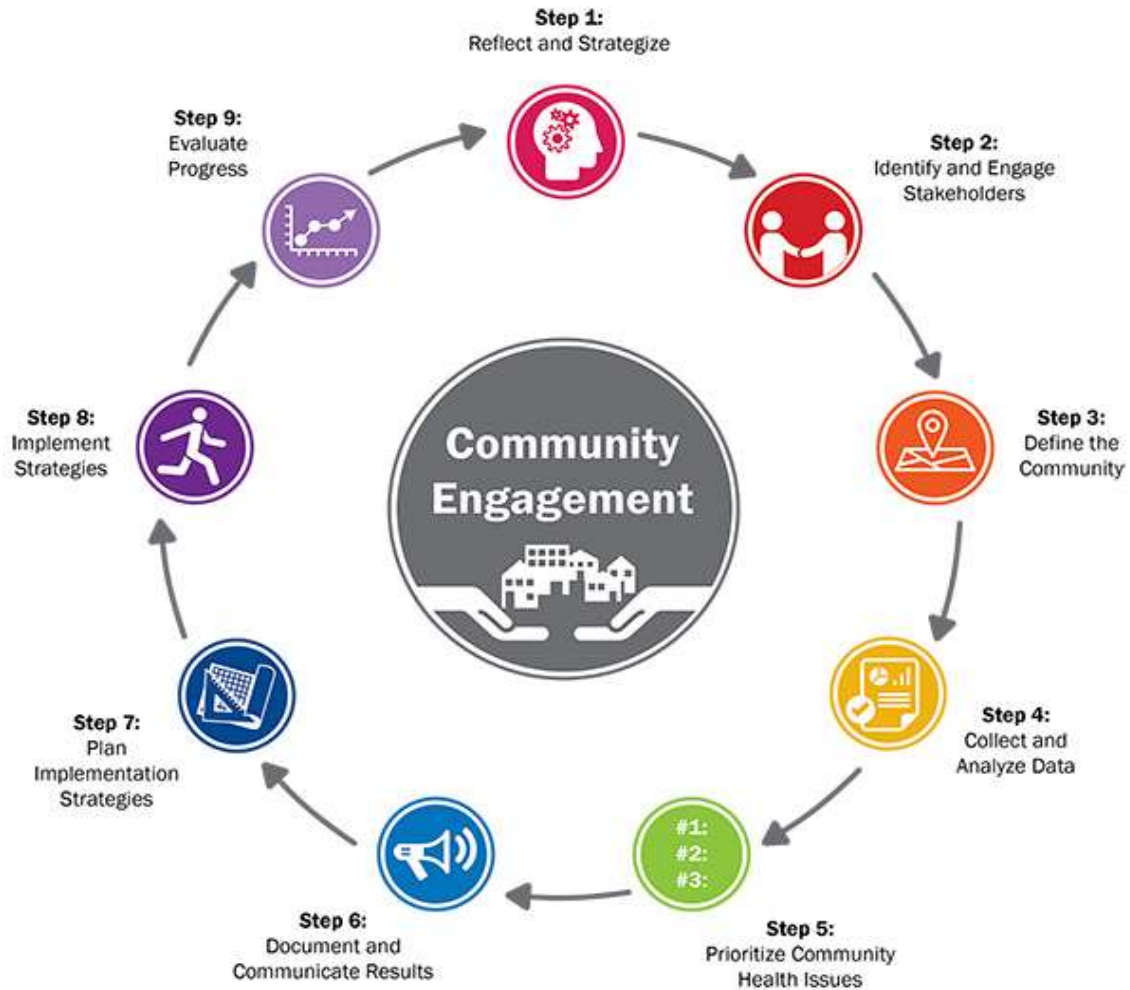 Step 1:
Reflect and Strategize
Step 2:
Identify and Engage
Stakeholders
Step 3:
Define the
Community
Step 4:
Collect and
Analyze Data
#1:
#2:
#3:
Step 5:
Prioritize Community
Health Issues
Step 6:
Document and
Communicate Results
Step 7:
Plan
Implementation
Strategies
Step 8:
Implement
Strategies
Step 9:
Evaluate
Progress
Community
Engagement